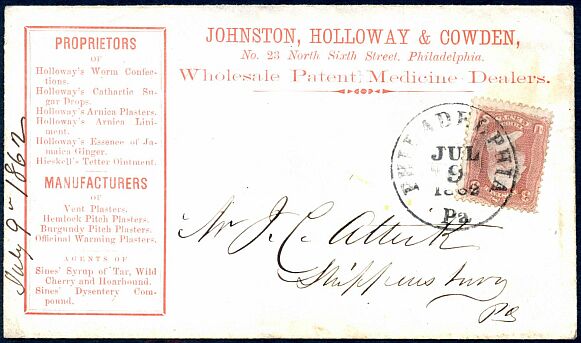 JOHNSTON, HOLLOWAY & COWDEN,
No. 23 North Sixth Street, Philadelphia.
Wholesale Patent Medicine Dealers.
PROPRIETORS
OF
Holloway's Worm Confec-
tions.
Holloway's Cathartic Su-
gar Drops.
Holloway's Arnica Plasters.
Holloway's Arnica Lini-
ment.
Holloway's Essence of Ja-
maica Ginger.
Hieskell's Tetter Ointment.
MANUFACTURERS
OF
Vent Plasters,
Hemlock Pitch Plasters.
Burgundy Pitch Plasters.
Officinal Warming Plasters.
AGENTS OF
Sines' Syrup of Tar, Wild
Cherry and Hoarhound.
Sines' Dysentery Com-
pound.
July 9 - 1862
PHILADELPHIA
JUL
9
1862
Pa
Mr J. C. Altick
Shippensburg
Pa